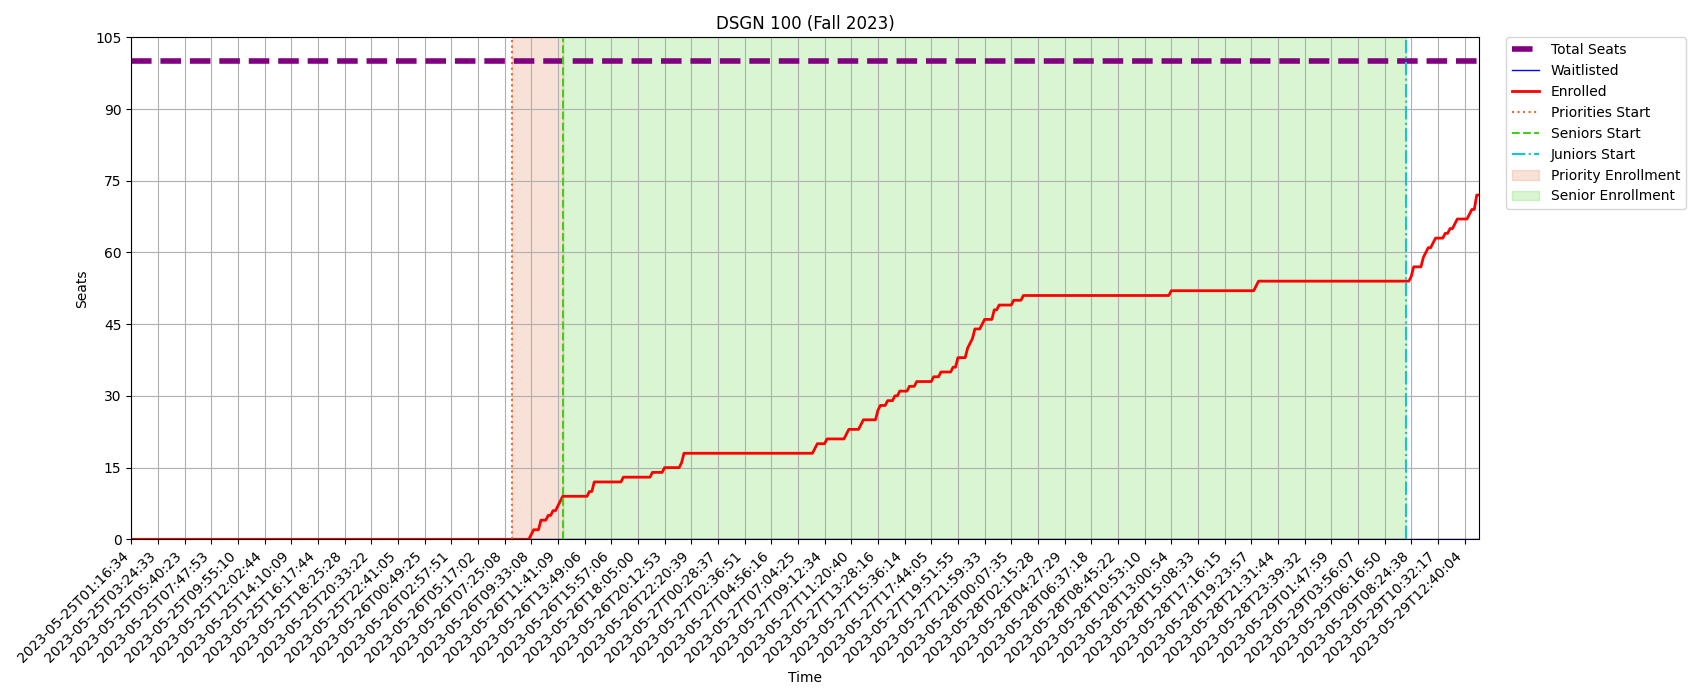 DSGN 100 (Fall 2023)
105
90
75
60
45
30
15
0
Seats
Total Seats
Waitlisted
Enrolled
Priorities Start
Seniors Start
Juniors Start
Priority Enrollment
Senior Enrollment
2023-05-25T01:16:34
2023-05-25T03:24:33
2023-05-25T05:40:23
2023-05-25T07:47:53
2023-05-25T09:55:10
2023-05-25T12:02:44
2023-05-25T14:10:09
2023-05-25T16:17:44
2023-05-25T18:25:28
2023-05-25T20:33:22
2023-05-25T22:41:05
2023-05-26T00:49:25
2023-05-26T02:57:51
2023-05-26T05:17:02
2023-05-26T07:25:08
2023-05-26T09:33:08
2023-05-26T11:41:09
2023-05-26T13:49:06
2023-05-26T15:57:06
2023-05-26T18:05:00
2023-05-26T20:12:53
2023-05-26T22:20:39
2023-05-27T00:28:37
2023-05-27T02:36:51
2023-05-27T04:56:16
2023-05-27T07:04:25
2023-05-27T09:12:34
2023-05-27T11:20:40
2023-05-27T13:28:16
2023-05-27T15:36:14
2023-05-27T17:44:05
2023-05-27T19:51:55
2023-05-27T21:59:33
2023-05-28T00:07:35
2023-05-28T02:15:28
2023-05-28T04:27:29
2023-05-28T06:37:18
2023-05-28T08:45:22
2023-05-28T10:53:10
2023-05-28T13:00:54
2023-05-28T15:08:33
2023-05-28T17:16:15
2023-05-28T19:23:57
2023-05-28T21:31:44
2023-05-28T23:39:32
2023-05-29T01:47:59
2023-05-29T03:56:07
2023-05-29T06:16:50
2023-05-29T08:24:38
2023-05-29T10:32:17
2023-05-29T12:40:04
Time